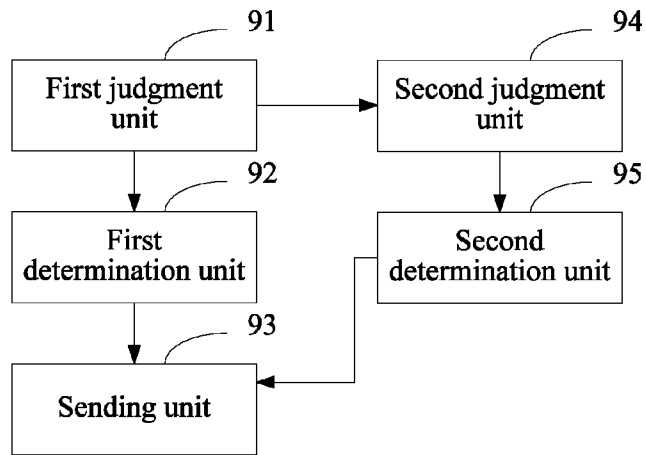 91
First judgment
unit
94
Second judgment
unit
92
First
determination unit
95
Second
determination unit
93
Sending unit